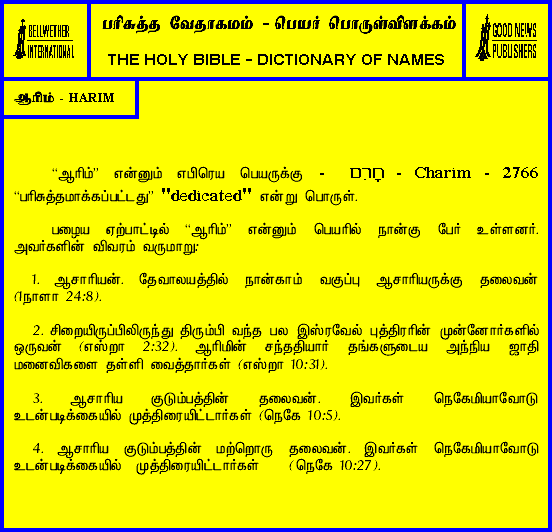 BELLWETHER
INTERNATIONAL
பரிசுத்த வேதாகமம் - பெயர் பொருள்விளக்கம்
THE HOLY BIBLE - DICTIONARY OF NAMES
GOOD NEWS
PUBLISHERS
ஆரிம் - HARIM
“ஆரிம்” என்னும் எபிரெய பெயருக்கு - חָרִם - Charim - 2766
“பரிசுத்தமாக்கப்பட்டது” "dedicated" என்று பொருள்.
பழைய ஏற்பாட்டில் “ஆரிம்” என்னும் பெயரில் நான்கு பேர் உள்ளனர்.
அவர்களின் விவரம் வருமாறு:
1. ஆசாரியன். தேவாலயத்தில் நான்காம் வகுப்பு ஆசாரியருக்கு தலைவன்
(1நாளா 24:8).
2. சிறையிருப்பிலிருந்து திரும்பி வந்த பல இஸ்ரவேல் புத்திரரின் முன்னோர்களில்
ஒருவன் (எஸ்றா 2:32). ஆரிமின் சந்ததியார் தங்களுடைய அந்நிய ஜாதி
மனைவிகளை தள்ளி வைத்தார்கள் (எஸ்றா 10:31).
3. ஆசாரிய குடும்பத்தின் தலைவன். இவர்கள் நெகேமியாவோடு
உடன்படிக்கையில் முத்திரையிட்டார்கள் (நெகே 10:5).
4. ஆசாரிய குடும்பத்தின் மற்றொரு தலைவன். இவர்கள் நெகேமியாவோடு
உடன்படிக்கையில் முத்திரையிட்டார்கள் (நெகே 10:27).